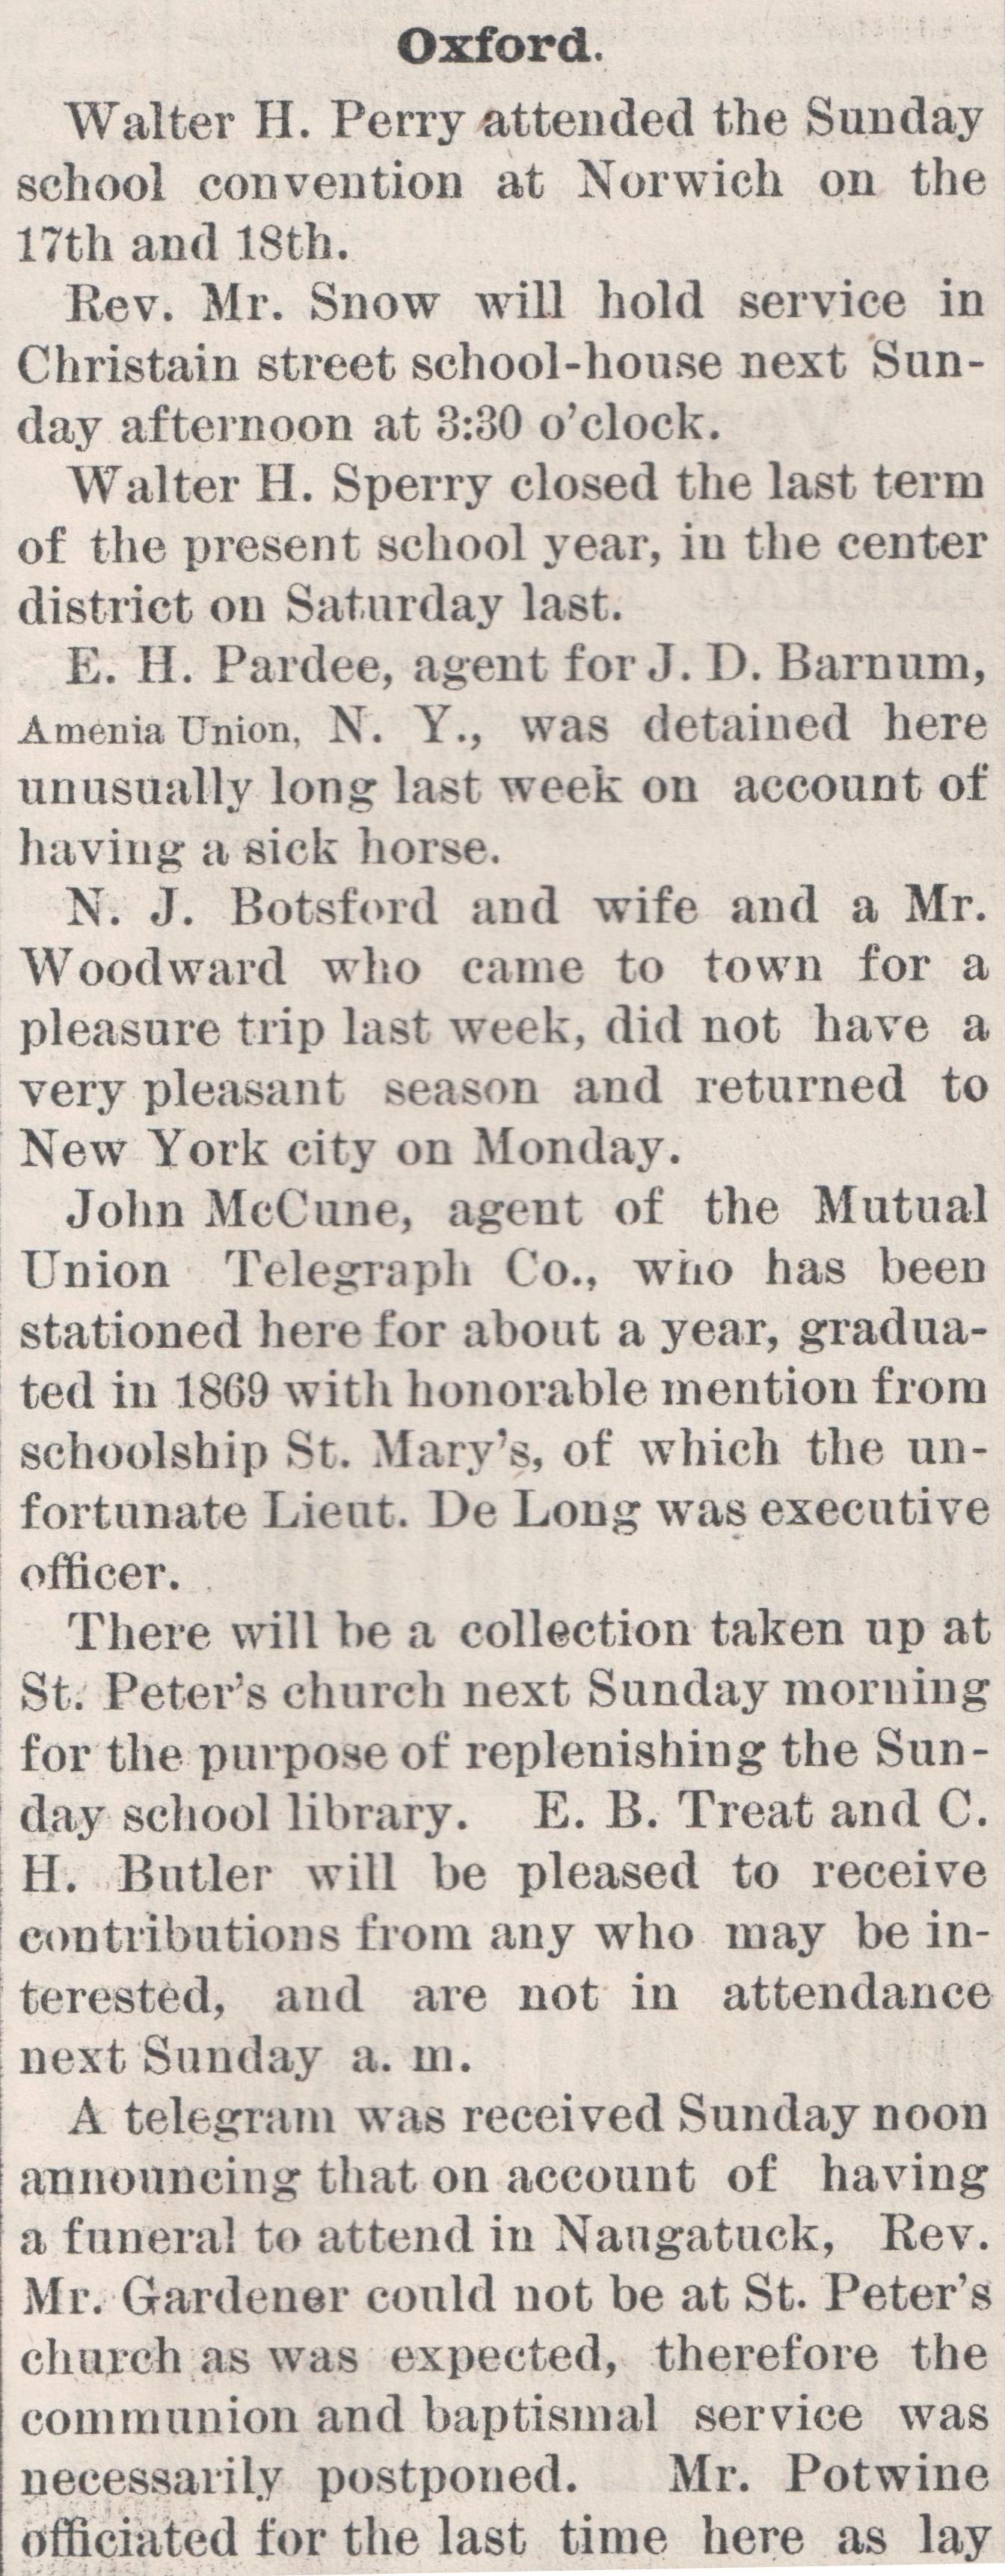 Oxford.
Walter H. Perry attended the Sunday
school convention at Norwich on the
17th and 18th.
Rev. Mr. Snow will hold service in
Christain street school-house next Sun-
day afternoon at 3:30 o'clock.
Walter H. Sperry closed the last term
of the present school year, in the center
district on Saturday last.
E. H. Pardee, agent for J. D. Barnum,
Amenia Union, N. Y., was detained here
unusually long last week on account of
having a sick horse.
N. J. Botsford and wife and a Mr.
Woodward who came to town for a
pleasure trip last week, did not have a
very pleasant season and returned to
New York city on Monday.
John McCune, agent of the Mutual
Union Telegraph Co., who has been
stationed here for about a year, gradua-
ted in 1869 with honorable mention from
schoolship St. Mary's, of which the un-
fortunate Lieut. De Long was executive
officer.
There will be a collection taken up at
St. Peter's church next Sunday morning
for the purpose of replenishing the Sun-
day school library. E. B. Treat and C.
H. Butler will be pleased to receive
contributions from any who may be in-
terested, and are not in attendance
next Sunday a. m.
A telegram was received Sunday noon
announcing that on account of having
a funeral to attend in Naugatuck, Rev.
Mr. Gardener could not be at St. Peter's
church as was expected, therefore the
communion and baptismal service was
necessarily postponed. Mr. Potwine
officiated for the last time here as lay